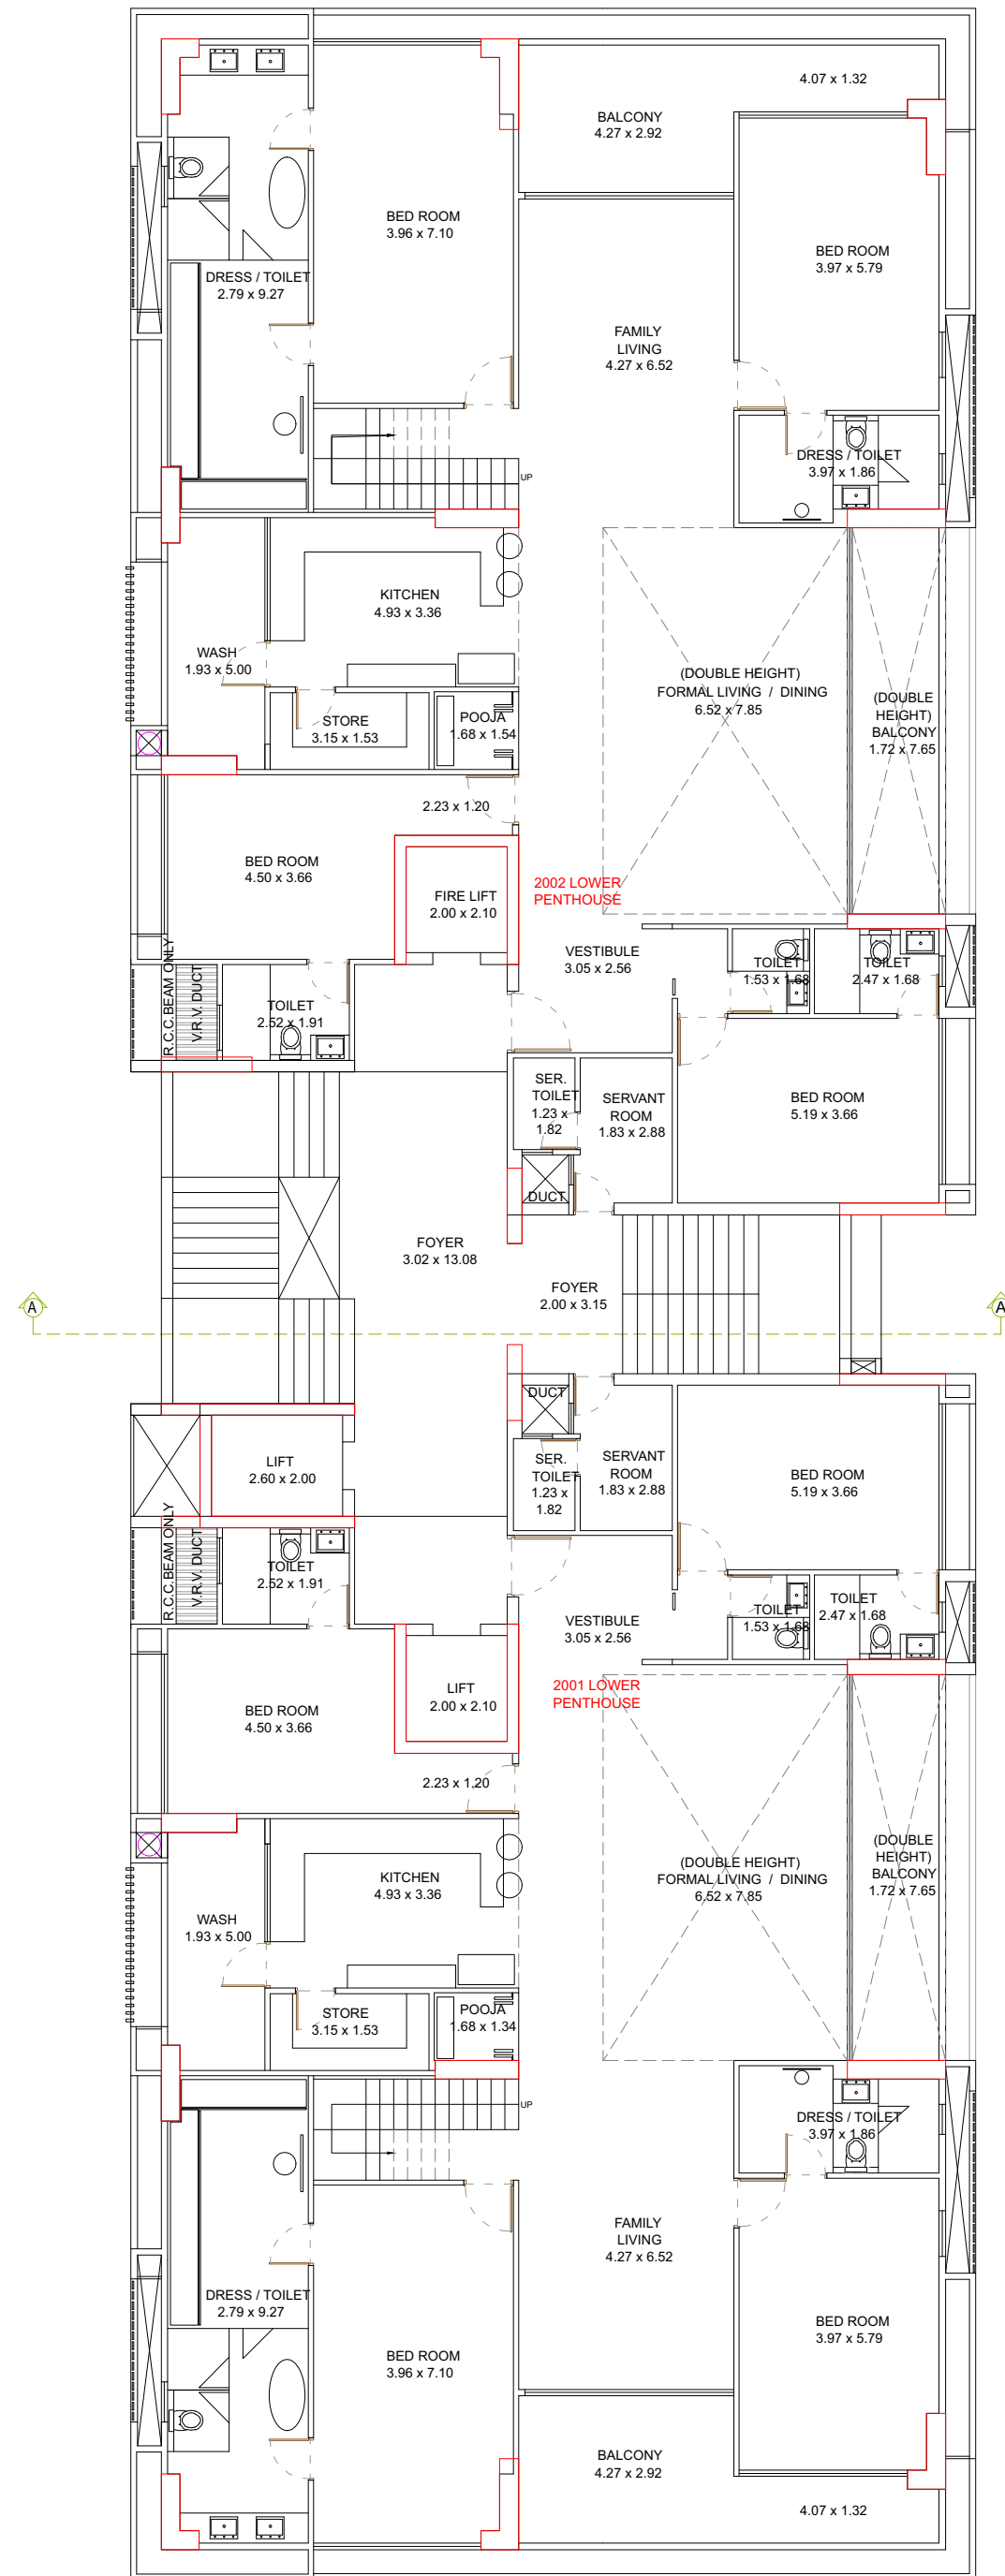 4.07 x 1.32
BALCONY
4.27 x 2.92
BED ROOM
3.96 x 7.10
BED ROOM
3.97 x 5.79
DRESS / TOILET
2.79 x 9.27
FAMILY
LIVING
4.27 x 6.52
DRESS / TOILET
3.97 x 1.86
UP
KITCHEN
4.93 x 3.36
WASH
1.93 x 5.00
(DOUBLE HEIGHT)
FORMAL LIVING / DINING
6.52 x 7.85
(DOUBLE
HEIGHT)
BALCONY
1.72 x 7.65
STORE
3.15 x 1.53
POOJA
1.68 x 1.54
2.23 x 1.20
BED ROOM
4.50 x 3.66
FIRE LIFT
2.00 x 2.10
2002 LOWER
PENTHOUSE
VESTIBULE
3.05 x 2.56
TOILET
1.53 x 1.68
TOILET
2.47 x 1.68
R.C.C.BEAM ONLY
V.R.V. DUCT
TOILET
2.52 x 1.91
SER.
TOILET
1.23 x
1.82
SERVANT
ROOM
1.83 x 2.88
BED ROOM
5.19 x 3.66
DUCT
FOYER
3.02 x 13.08
FOYER
2.00 x 3.15
A
A
DUCT
LIFT
2.60 x 2.00
SER.
TOILET
1.23 x
1.82
SERVANT
ROOM
1.83 x 2.88
BED ROOM
5.19 x 3.66
R.C.C.BEAM ONLY
V.R.V. DUCT
TOILET
2.52 x 1.91
VESTIBULE
3.05 x 2.56
TOILET
1.53 x 1.68
TOILET
2.47 x 1.68
LIFT
2.00 x 2.10
2001 LOWER
PENTHOUSE
BED ROOM
4.50 x 3.66
2.23 x 1.20
KITCHEN
4.93 x 3.36
WASH
1.93 x 5.00
(DOUBLE HEIGHT)
FORMAL LIVING / DINING
6.52 x 7.85
(DOUBLE
HEIGHT)
BALCONY
1.72 x 7.65
STORE
3.15 x 1.53
POOJA
1.68 x 1.34
UP
DRESS / TOILET
3.97 x 1.86
FAMILY
LIVING
4.27 x 6.52
DRESS / TOILET
2.79 x 9.27
BED ROOM
3.97 x 5.79
BED ROOM
3.96 x 7.10
BALCONY
4.27 x 2.92
4.07 x 1.32